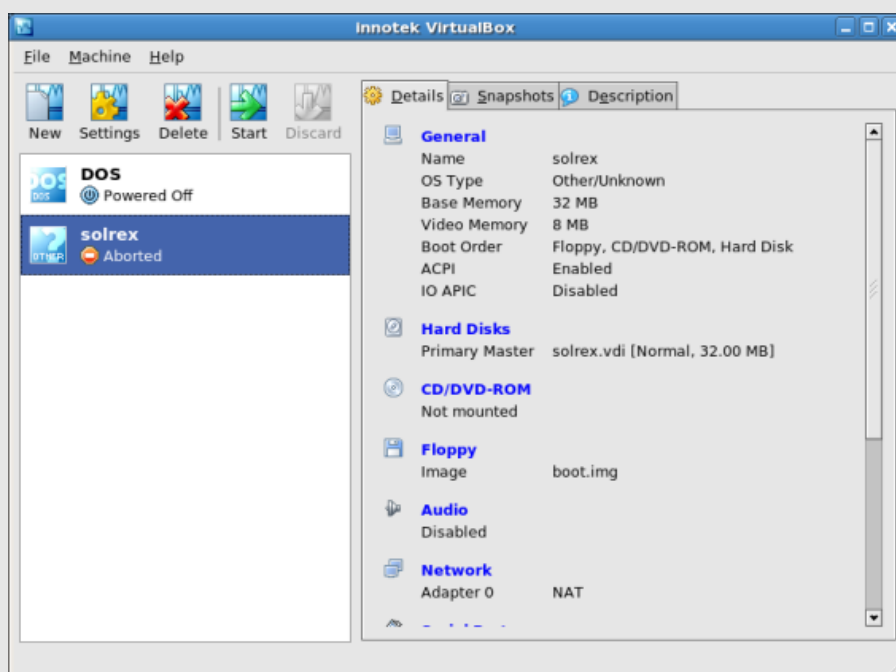 innotek VirtualBox
File Machine Help
New Settings Delete Start Discard
Details Snapshots Description
DOS
DOS
DOS
Powered Off
OTHER
solrex
Aborted
General
Name solrex
OS Type Other/Unknown
Base Memory 32 MB
Video Memory 8 MB
Boot Order Floppy, CD/DVD-ROM, Hard Disk
ACPI Enabled
IO APIC Disabled
Hard Disks
Primary Master solrex.vdi [Normal, 32.00 MB]
CD/DVD-ROM
Not mounted
Floppy
Image boot.img
Audio
Disabled
Network
Adapter 0 NAT